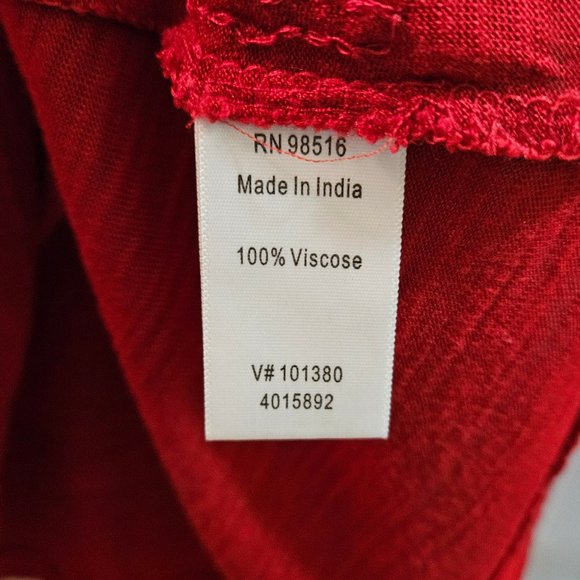 RN 98516
Made In India
100% Viscose
V# 101380
4015892